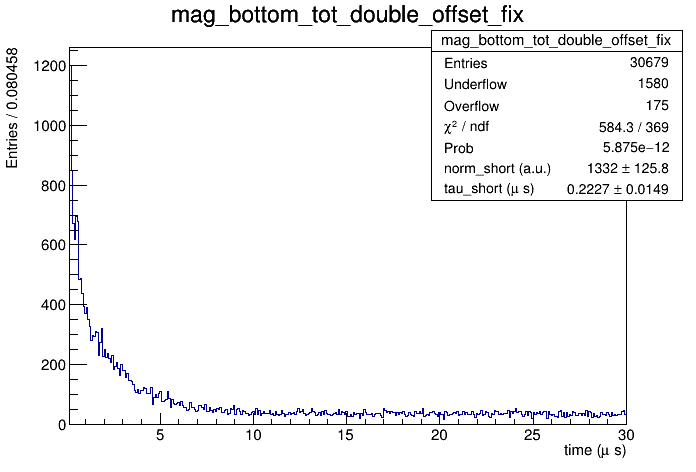 mag_bottom_tot_double_offset_fix
mag_bottom_tot_double_offset_fix
Entries 30679
Underflow 1580
Overflow 175
χ² / ndf 584.3 / 369
Prob 5.875e−12
norm_short (a.u.) 1332 ± 125.8
tau_short (μ s) 0.2227 ± 0.0149
Entries / 0.080458
1200
1000
800
600
400
200
0
5 10 15 20 25 30
time (μ s)